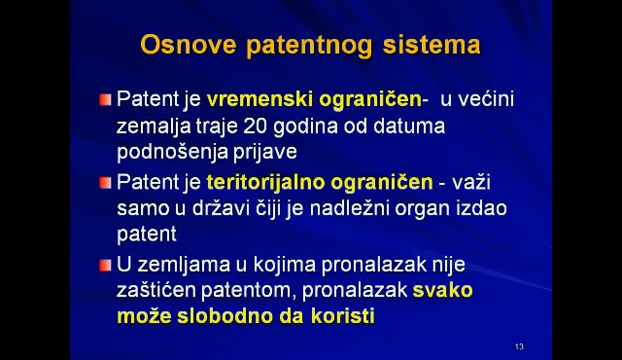 Osnove patentnog sistema
Patent je vremenski ograničen- u većini
zemalja traje 20 godina od datuma
podnošenja prijave
Patent je teritorijalno ograničen - važi
samo u državi čiji je nadležni organ izdao
patent
U zemljama u kojima pronalazak nije
zaštićen patentom, pronalazak svako
može slobodno da koristi
13